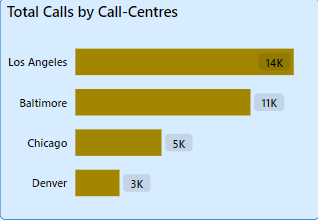 Total Calls by Call-Centres
Los Angeles 14K
Baltimore 11K
Chicago 5K
Denver 3K